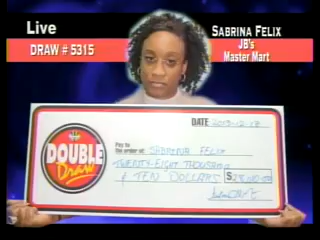 Live
DRAW # 5315
SABRINA FELIX
JB's
Master Mart
DATE
DOUBLE
Draw
Pay to
the order of: SABRINA FELIX
TWENTY-EIGHT THOUSAND
& TEN DOLLARS $